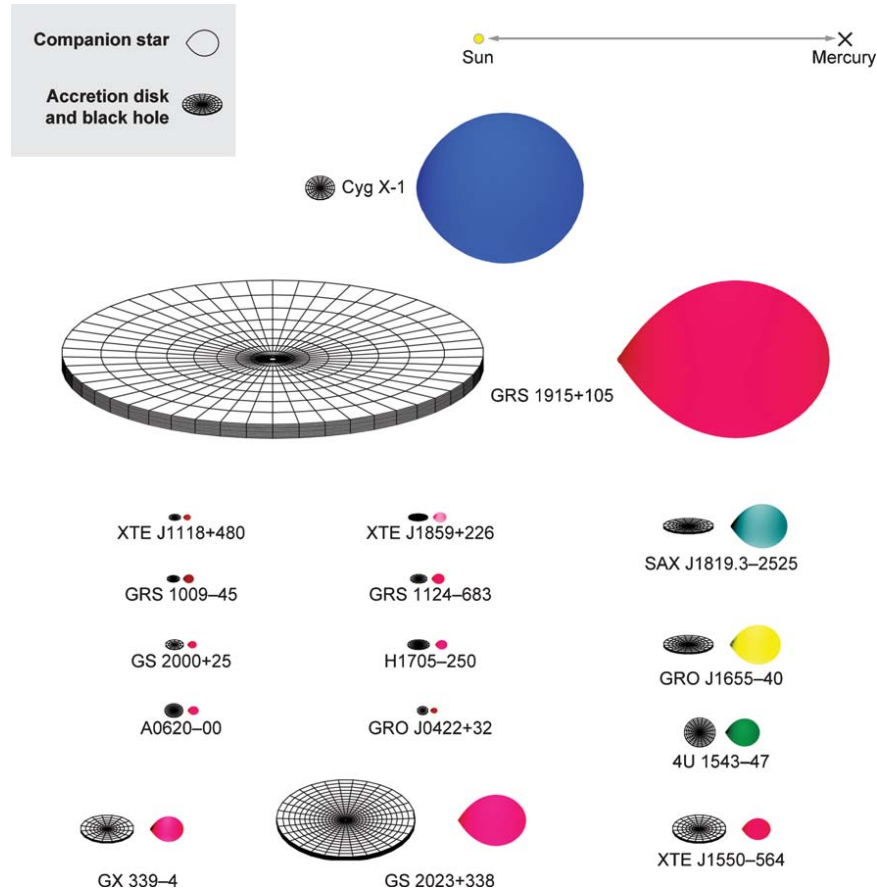 Companion star
Accretion disk
and black hole
Sun
Mercury
Cyg X-1
GRS 1915+105
XTE J1118+480
XTE J1859+226
SAX J1819.3–2525
GRS 1009–45
GRS 1124–683
GS 2000+25
H1705–250
GRO J1655–40
A0620–00
GRO J0422+32
4U 1543–47
GX 339–4
GS 2023+338
XTE J1550–564